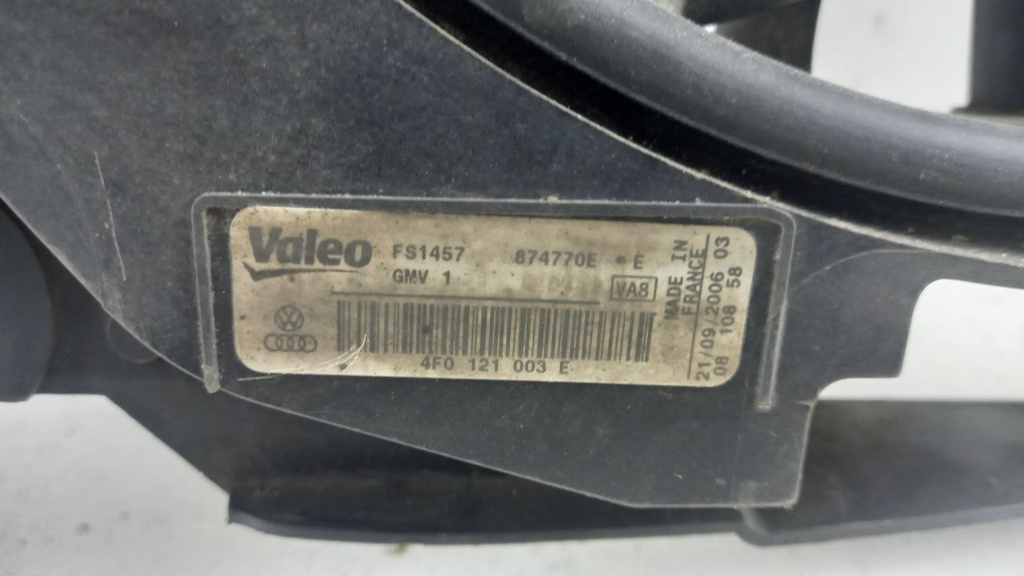 Valeo FS1457 874770E E
GMV 1 VA8
4F0 121 003 E
MADE IN
FRANCE
21/09/2006 03
08 108 58